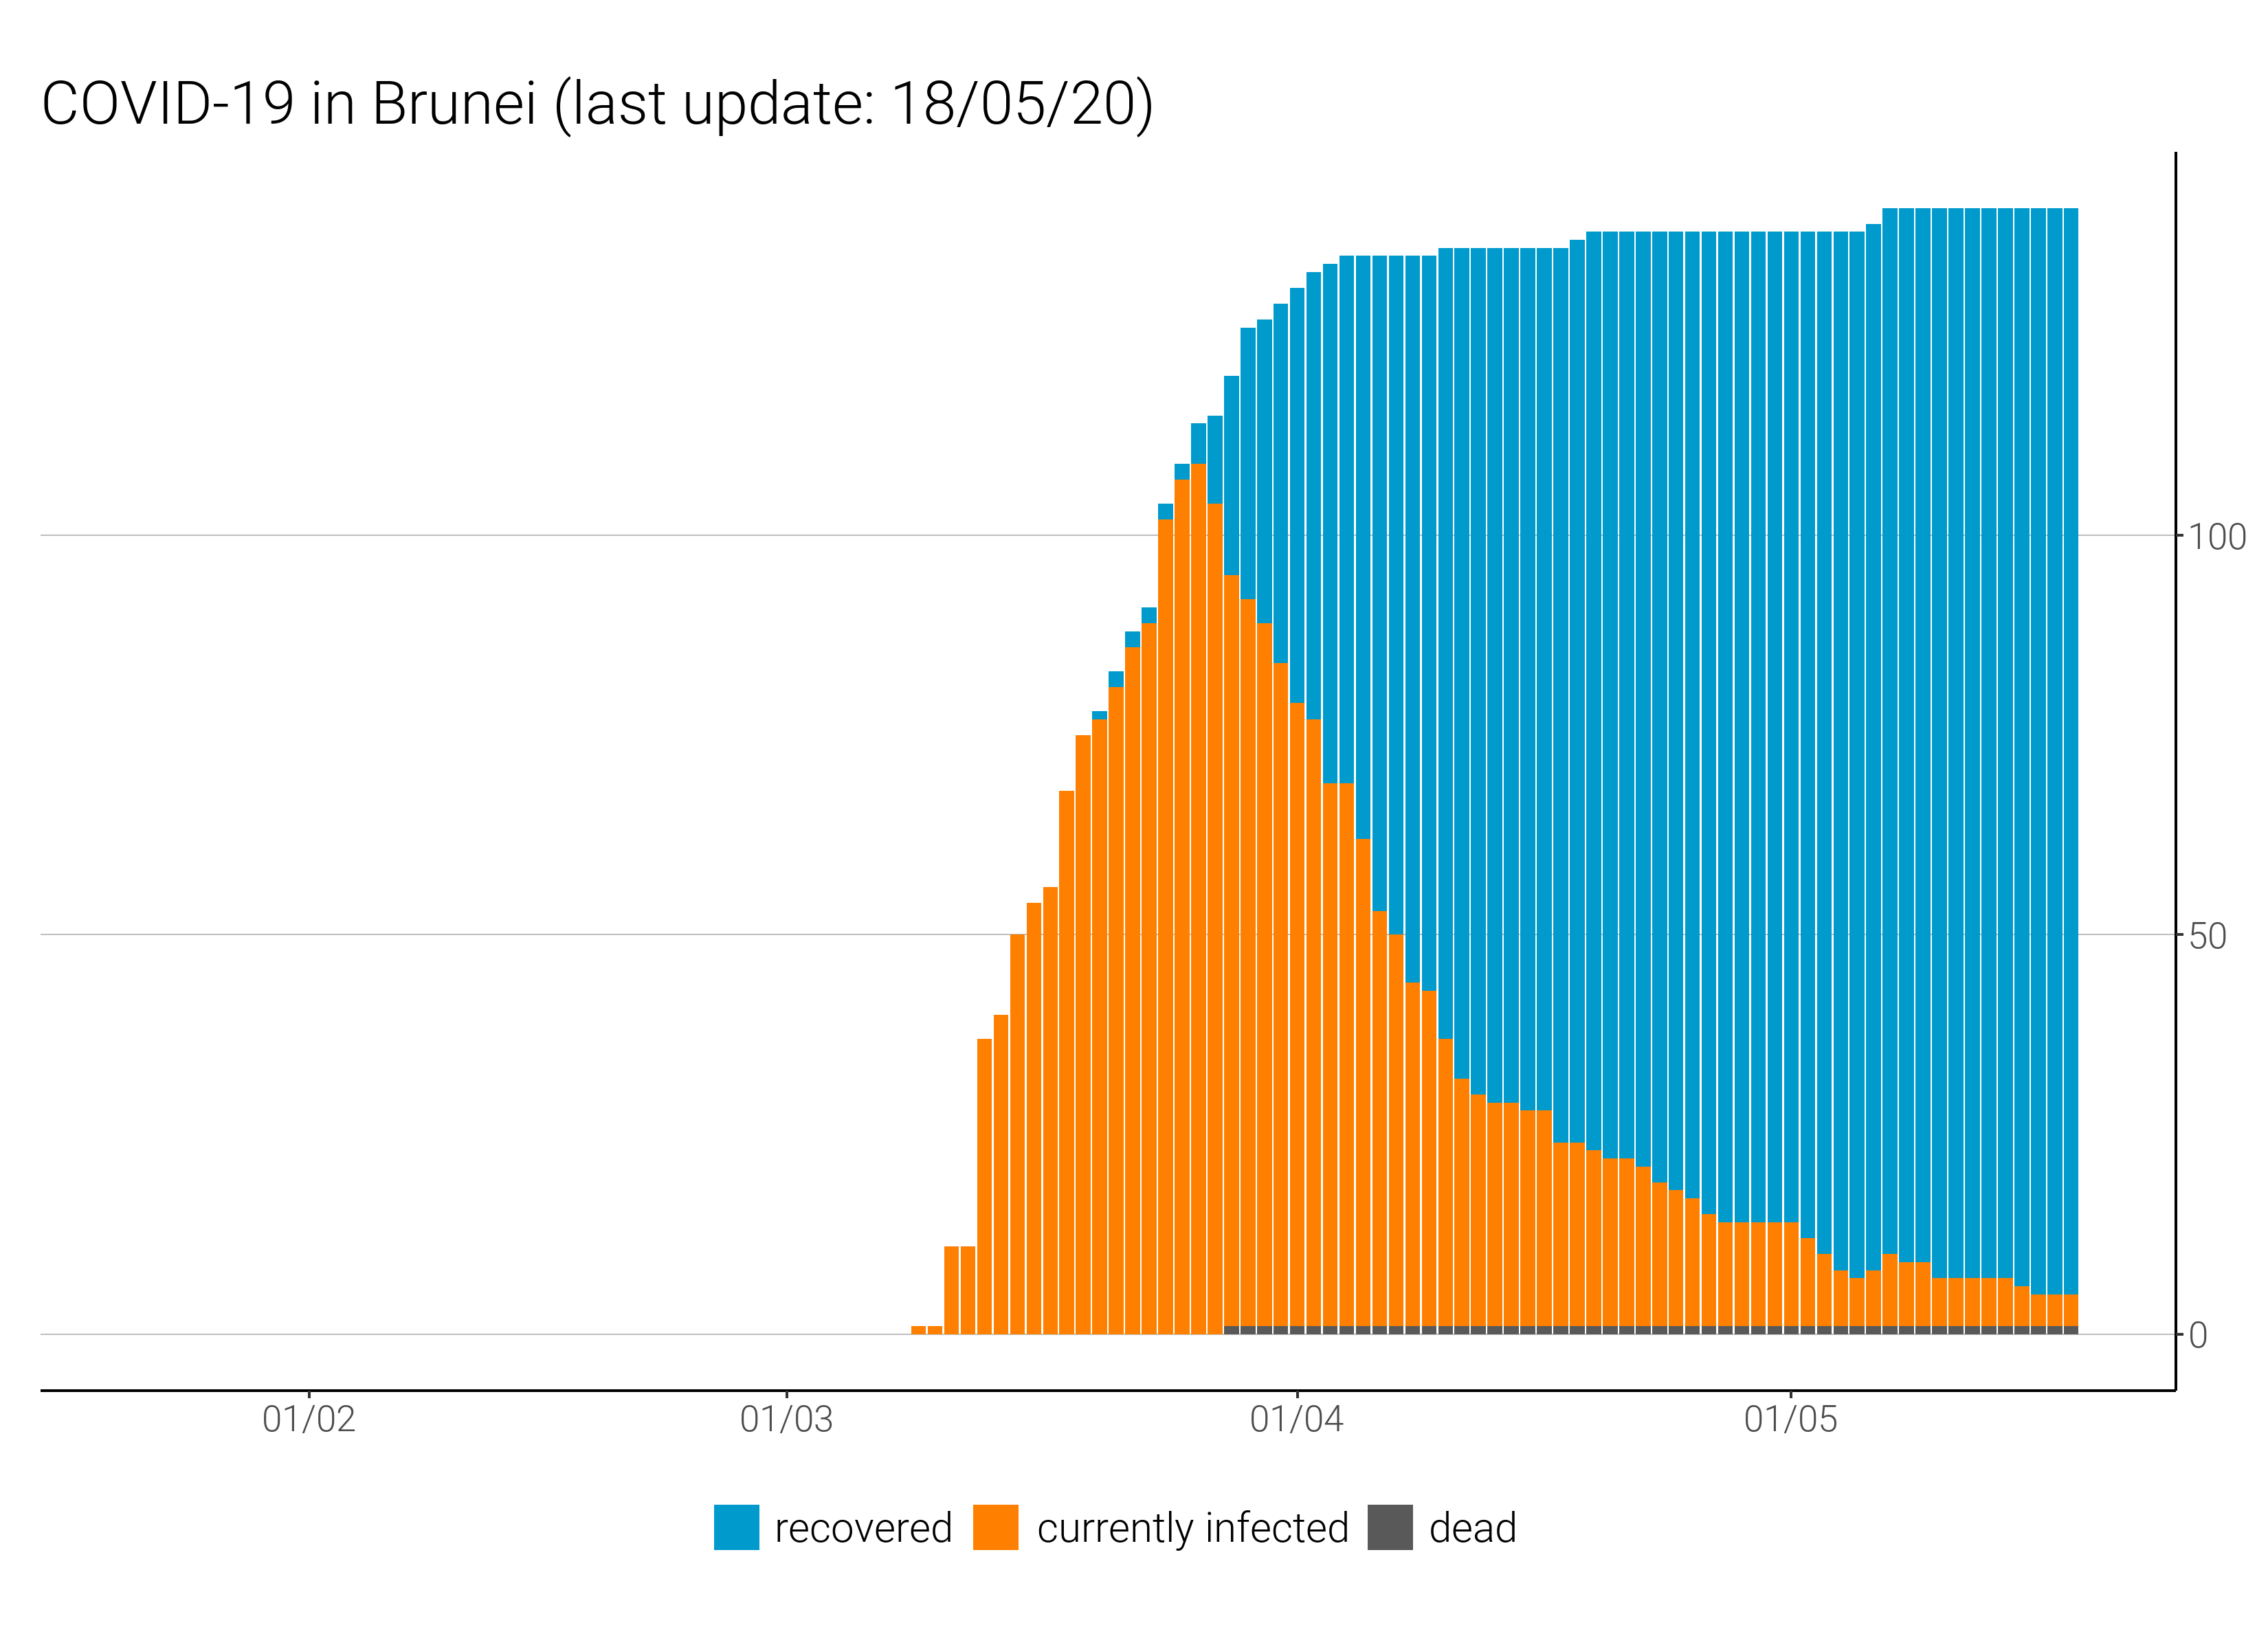 COVID-19 in Brunei (last update: 18/05/20)
100
50
0
01/02 01/03 01/04 01/05
recovered currently infected dead